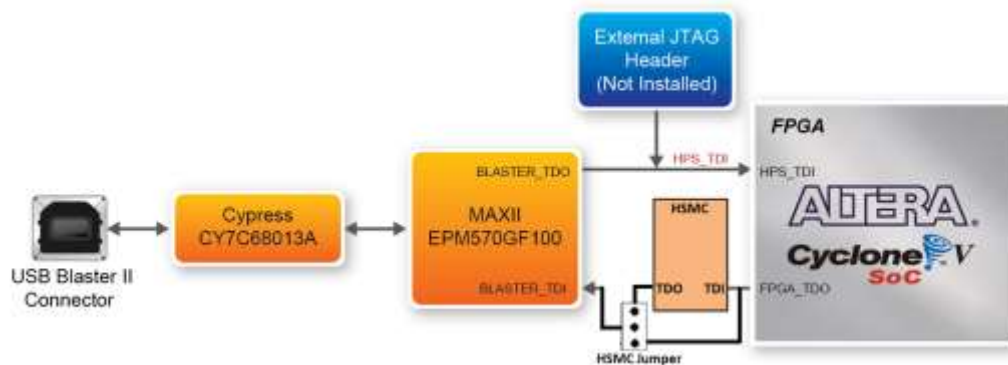 External JTAG
Header
(Not Installed)
FPGA
BLASTER_TDO
HPS_TDI
HPS_TDI
ALTERA®
Cyclone V
SoC
HSMC
Cypress
CY7C68013A
MAXII
EPM570GF100
USB Blaster II
Connector
BLASTER_TDI
TDO
TDI
FPGA_TDO
HSMC Jumper